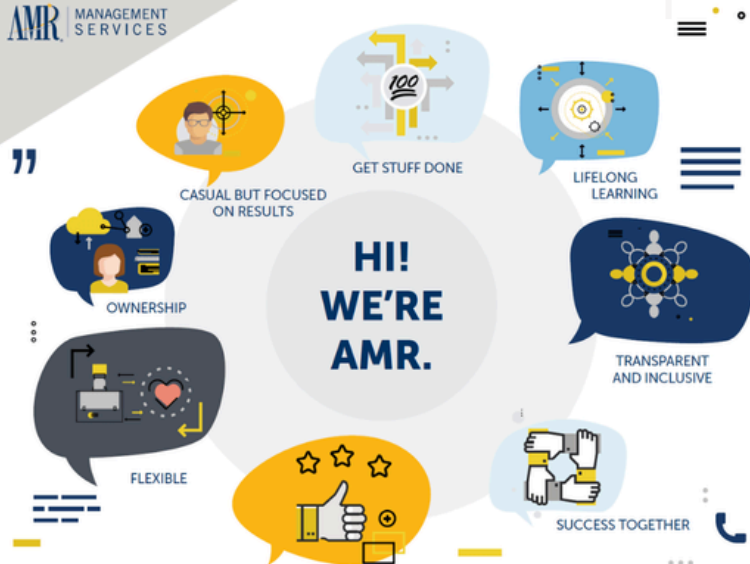 AMR MANAGEMENT
SERVICES
100
GET STUFF DONE
LIFELONG
LEARNING
CASUAL BUT FOCUSED
ON RESULTS
HI!
WE'RE
AMR.
OWNERSHIP
TRANSPARENT
AND INCLUSIVE
FLEXIBLE
SUCCESS TOGETHER